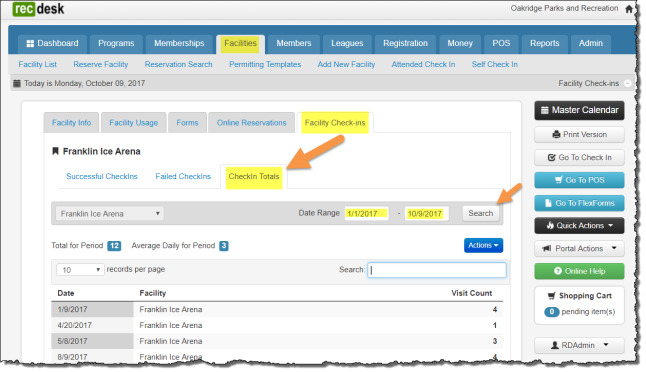 recdesk
Oakridge Parks and Recreation
Dashboard Programs Memberships Facilities Members Leagues Registration Money POS Reports Admin
Facility List Reserve Facility Reservation Search Permitting Templates Add New Facility Attended Check In Self Check In
Today is Monday, October 09, 2017
Facility Check-ins
Facility Info Facility Usage Forms Online Reservations Facility Check-ins
Franklin Ice Arena
Successful CheckIns Failed CheckIns CheckIn Totals
Franklin Ice Arena Date Range 1/1/2017 - 10/9/2017 Search
Total for Period 12 Average Daily for Period 3 Actions
10 records per page Search:
Date Facility Visit Count
1/9/2017 Franklin Ice Arena 4
4/20/2017 Franklin Ice Arena 1
5/8/2017 Franklin Ice Arena 3
8/9/2017 Franklin Ice Arena 4
Master Calendar
Print Version
Go To Check In
Go To POS
Go To FlexForms
Quick Actions
Portal Actions
Online Help
Shopping Cart
0 pending item(s)
RDAdmin